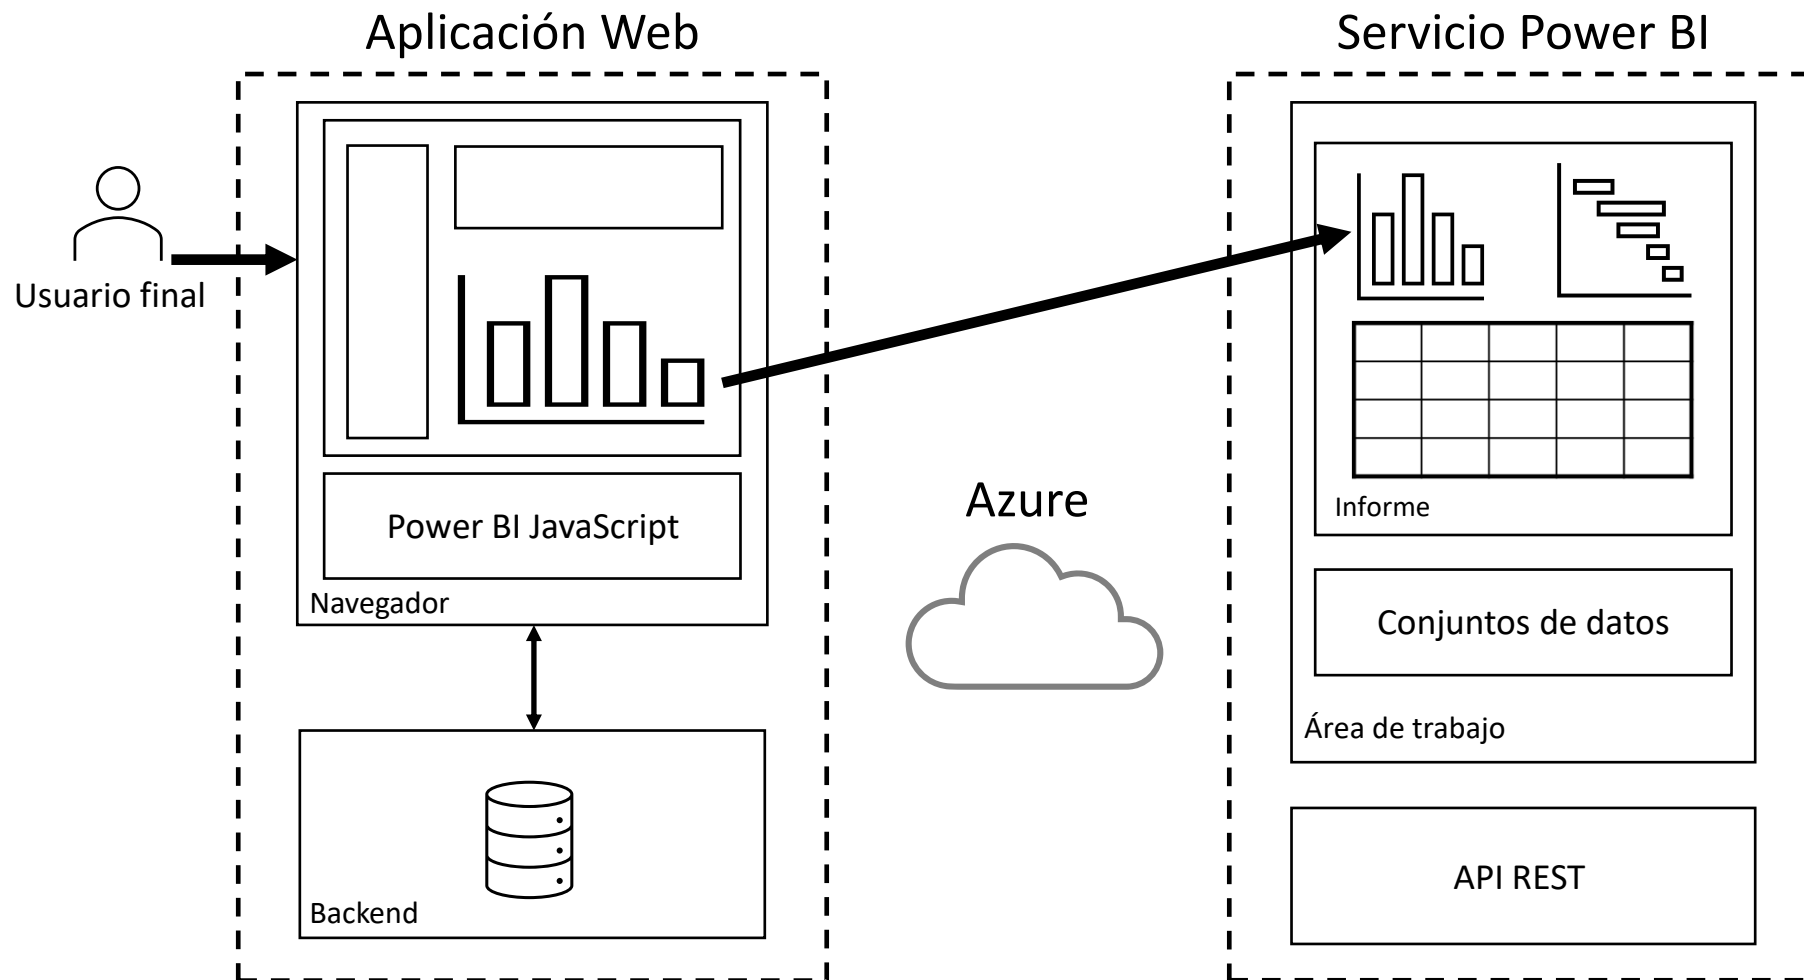 Aplicación Web
Servicio Power BI
Usuario final
Power BI JavaScript
Navegador
Backend
Azure
Informe
Conjuntos de datos
Área de trabajo
API REST